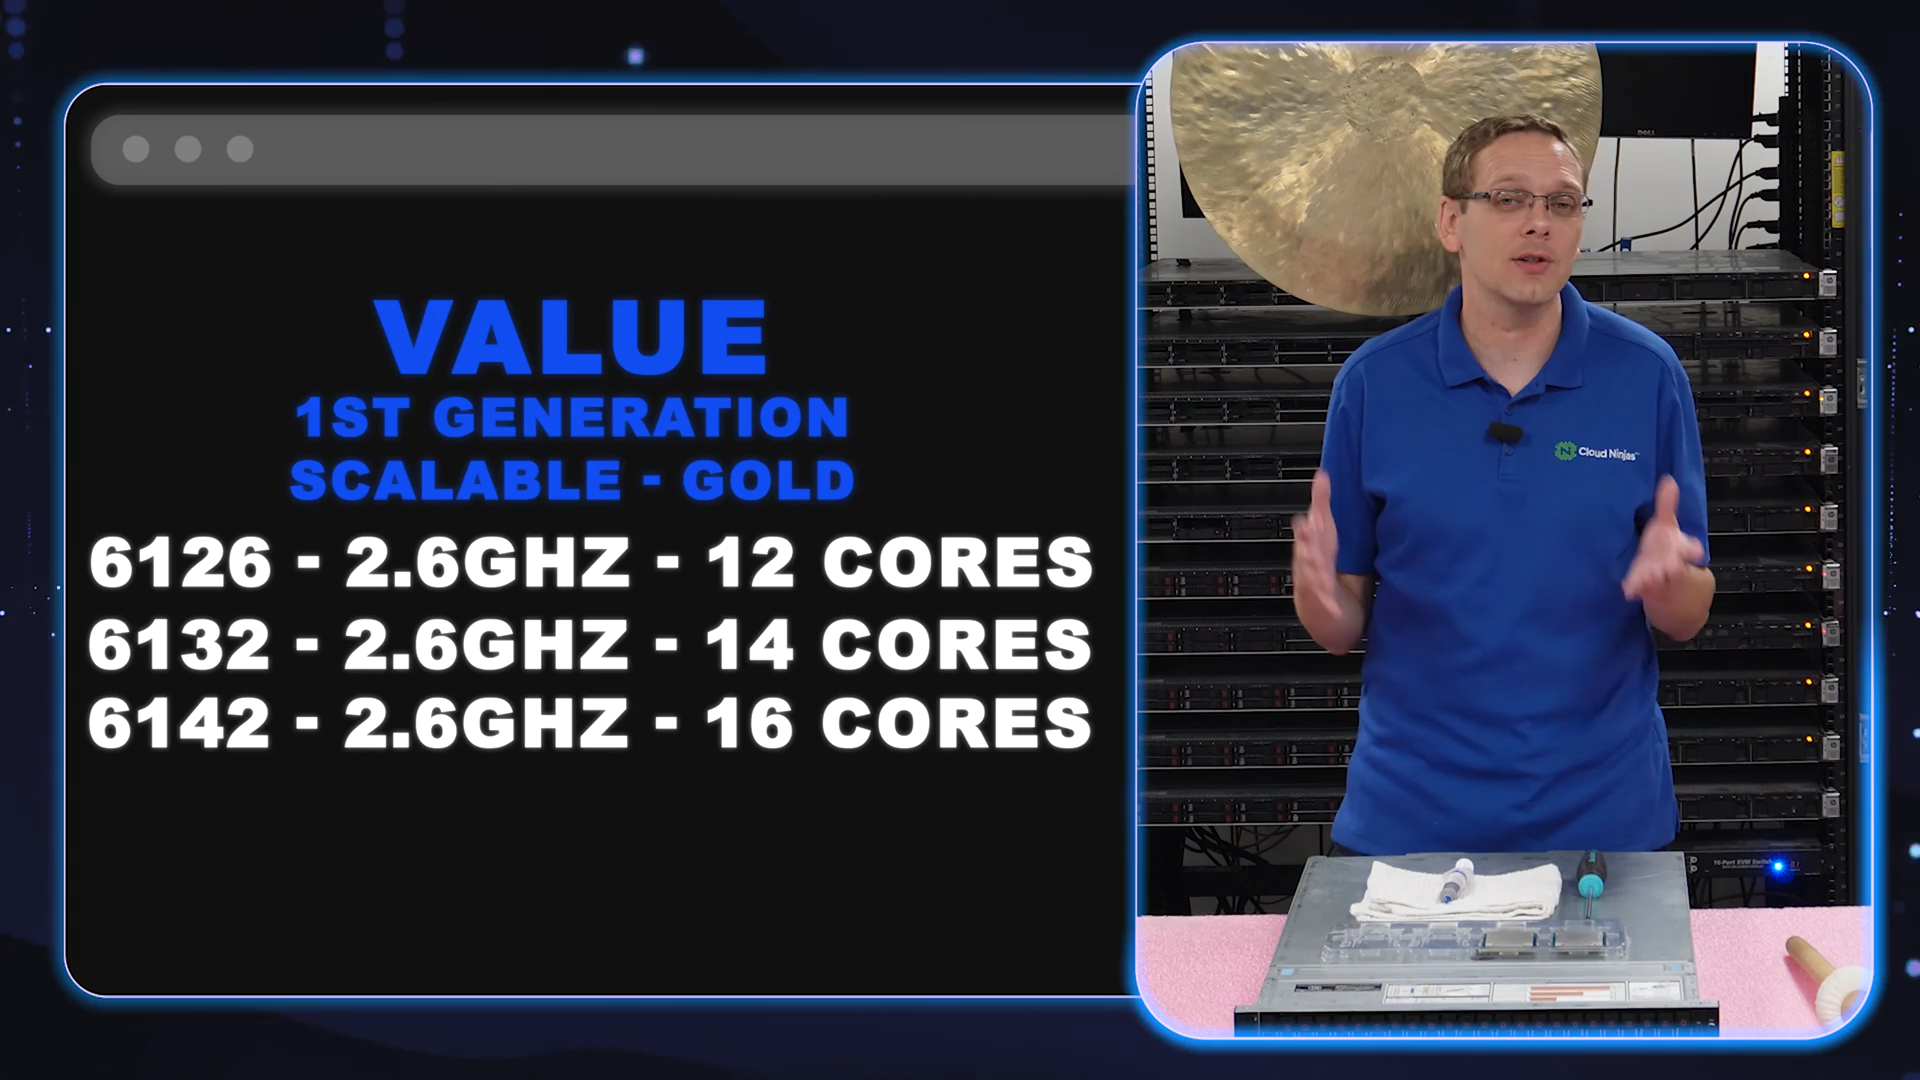 VALUE
1ST GENERATION
SCALABLE - GOLD
6126 - 2.6GHZ - 12 CORES
6132 - 2.6GHZ - 14 CORES
6142 - 2.6GHZ - 16 CORES
DELL
Cloud Ninjas